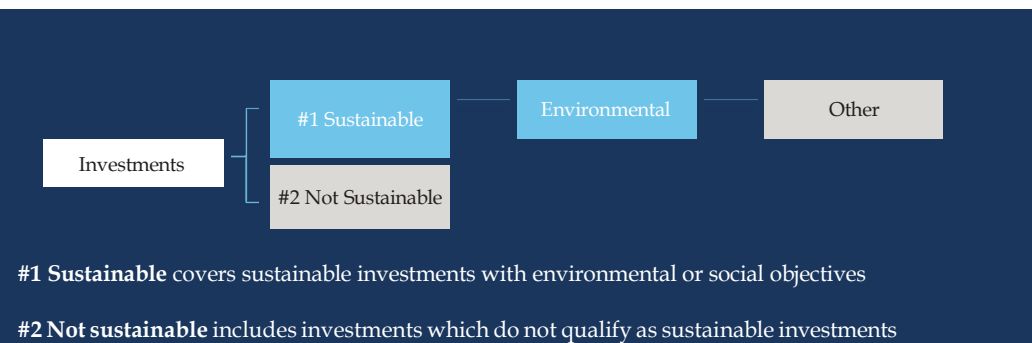 #1 Sustainable
Environmental
Other
Investments
#2 Not Sustainable
#1 Sustainable covers sustainable investments with environmental or social objectives
#2 Not sustainable includes investments which do not qualify as sustainable investments